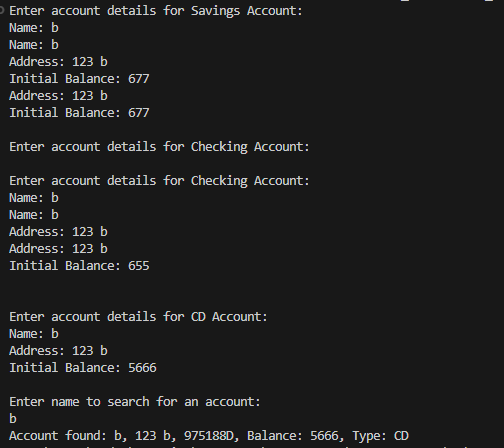 Enter account details for Savings Account:
Name: b
Name: b
Address: 123 b
Initial Balance: 677
Address: 123 b
Initial Balance: 677
Enter account details for Checking Account:
Enter account details for Checking Account:
Name: b
Name: b
Address: 123 b
Address: 123 b
Initial Balance: 655
Enter account details for CD Account:
Name: b
Address: 123 b
Initial Balance: 5666
Enter name to search for an account:
b
Account found: b, 123 b, 975188D, Balance: 5666, Type: CD